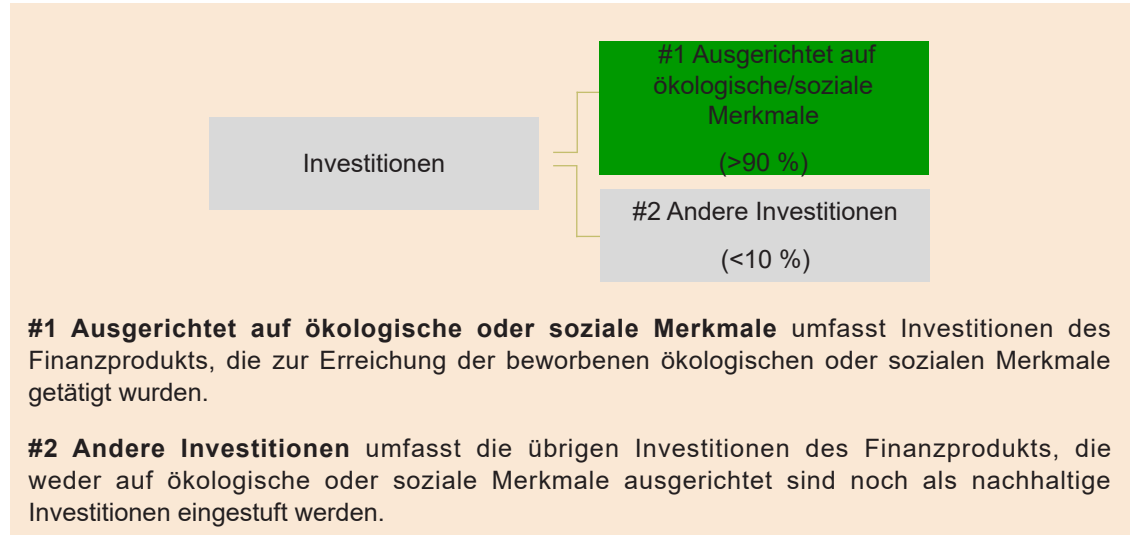 #1 Ausgerichtet auf
ökologische/soziale
Merkmale
(>90 %)
Investitionen
#2 Andere Investitionen
(<10 %)
#1 Ausgerichtet auf ökologische oder soziale Merkmale umfasst Investitionen des
Finanzprodukts, die zur Erreichung der beworbenen ökologischen oder sozialen Merkmale
getätigt wurden.
#2 Andere Investitionen umfasst die übrigen Investitionen des Finanzprodukts, die
weder auf ökologische oder soziale Merkmale ausgerichtet sind noch als nachhaltige
Investitionen eingestuft werden.